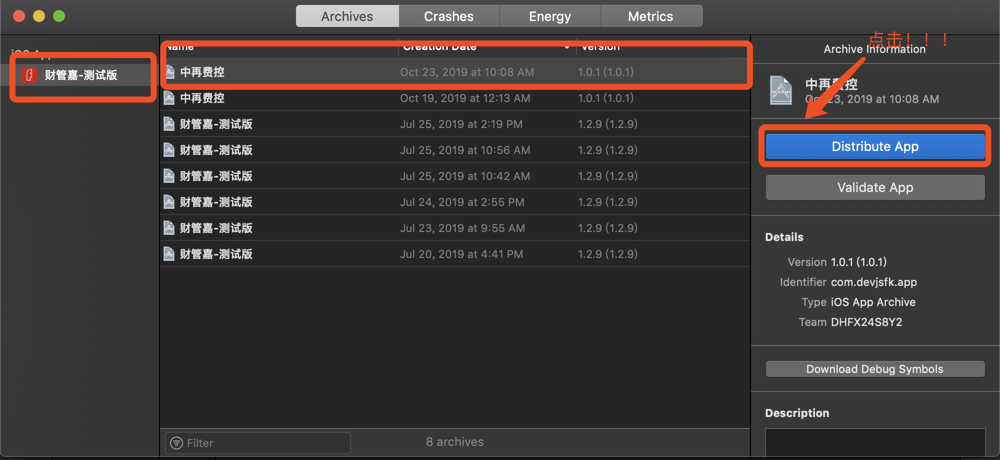 Archives Crashes Energy Metrics
点击！！！
iOS Apps
财管嘉-测试版
Name Creation Date Version
中再费控 Oct 23, 2019 at 10:08 AM 1.0.1 (1.0.1)
中再费控 Oct 19, 2019 at 12:13 AM 1.0.1 (1.0.1)
财管嘉-测试版 Jul 25, 2019 at 2:19 PM 1.2.9 (1.2.9)
财管嘉-测试版 Jul 25, 2019 at 10:56 AM 1.2.9 (1.2.9)
财管嘉-测试版 Jul 25, 2019 at 10:42 AM 1.2.9 (1.2.9)
财管嘉-测试版 Jul 24, 2019 at 2:55 PM 1.2.9 (1.2.9)
财管嘉-测试版 Jul 23, 2019 at 9:55 AM 1.2.9 (1.2.9)
财管嘉-测试版 Jul 20, 2019 at 4:41 PM 1.2.9 (1.2.9)
Filter
8 archives
Archive Information
中再费控
Oct 23, 2019 at 10:08 AM
Distribute App
Validate App
Details
Version 1.0.1 (1.0.1)
Identifier com.devjsfk.app
Type iOS App Archive
Team DHFX24S8Y2
Download Debug Symbols
Description